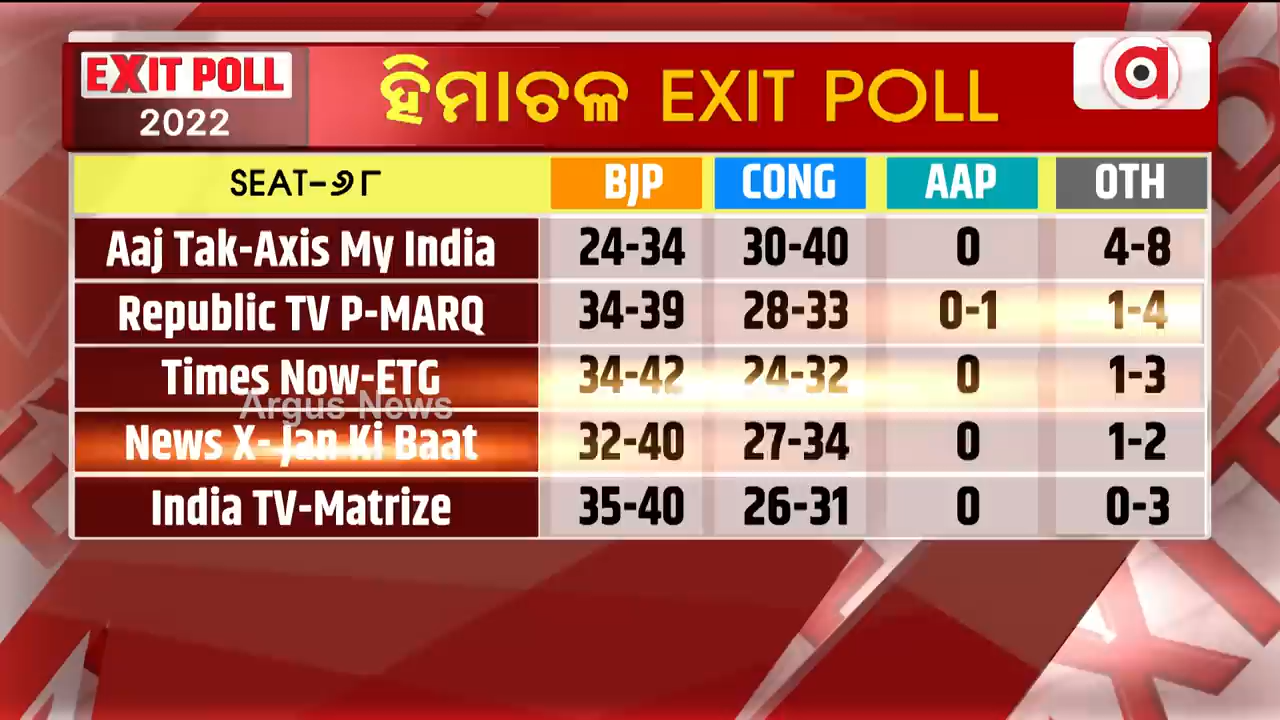 EXIT POLL
2022
ହିମାଚଳ EXIT POLL
a
SEAT-୬୮ BJP CONG AAP OTH
Aaj Tak-Axis My India 24-34 30-40 0 4-8
Republic TV P-MARQ 34-39 28-33 0-1 1-4
Times Now-ETG 34-42 24-32 0 1-3
Argus News
News X- Jan Ki Baat 32-40 27-34 0 1-2
India TV-Matrize 35-40 26-31 0 0-3